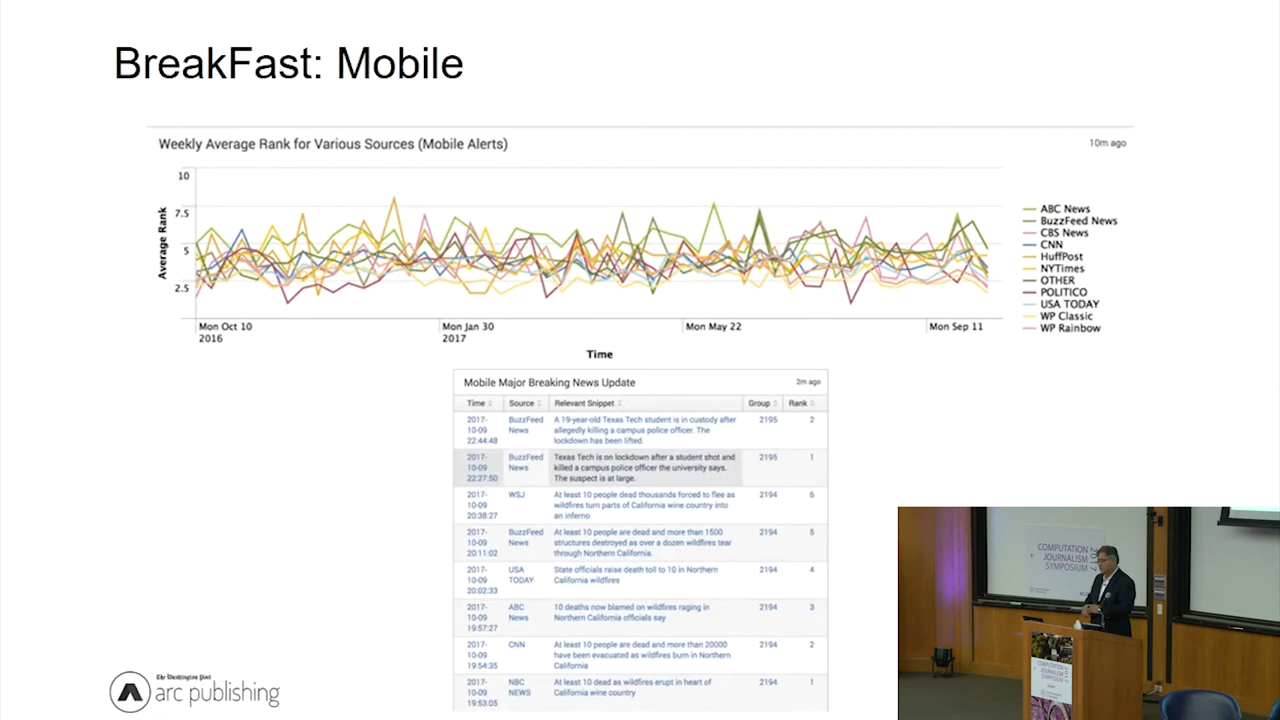 BreakFast: Mobile
Weekly Average Rank for Various Sources (Mobile Alerts)
10m ago
10
7.5
5
2.5
Average Rank
Mon Oct 10
2016
Mon Jan 30
2017
Mon May 22
Mon Sep 11
Time
ABC News
BuzzFeed News
CBS News
CNN
HuffPost
NYTimes
OTHER
POLITICO
USA TODAY
WP Classic
WP Rainbow
Mobile Major Breaking News Update
2m ago
Time Source Relevant Snippet Group Rank
2017- BuzzFeed A 19-year-old Texas Tech student is in custody after 2195 2
10-09 News allegedly killing a campus police officer. The
22:44:48 lockdown has been lifted.
2017- BuzzFeed Texas Tech is on lockdown after a student shot and 2195 1
10-09 News killed a campus police officer the university says.
22:27:50 The suspect is at large.
2017- WSJ At least 10 people dead thousands forced to flee as 2194 6
10-09 wildfires turn parts of California wine country into
20:38:27 an inferno
2017- BuzzFeed At least 10 people are dead and more than 1500 2194 5
10-09 News structures destroyed as over a dozen wildfires tear
20:11:02 through Northern California.
2017- USA State officials raise death toll to 10 in Northern 2194 4
10-09 TODAY California wildfires
20:02:33
2017- ABC 10 deaths now blamed on wildfires raging in 2194 3
10-09 News Northern California officials say
19:57:27
2017- CNN At least 10 people are dead and more than 20000 2194 2
10-09 have been evacuated as wildfires burn in Northern
19:54:35 California
2017- NBC At least 10 dead as wildfires erupt in heart of 2194 1
10-09 NEWS California wine country
19:53:05
The Washington Post
arc publishing
COMPUTATION
JOURNALISM
SYMPOSIUM
2017
COMPUTATION
JOURNALISM
SYMPOSIUM